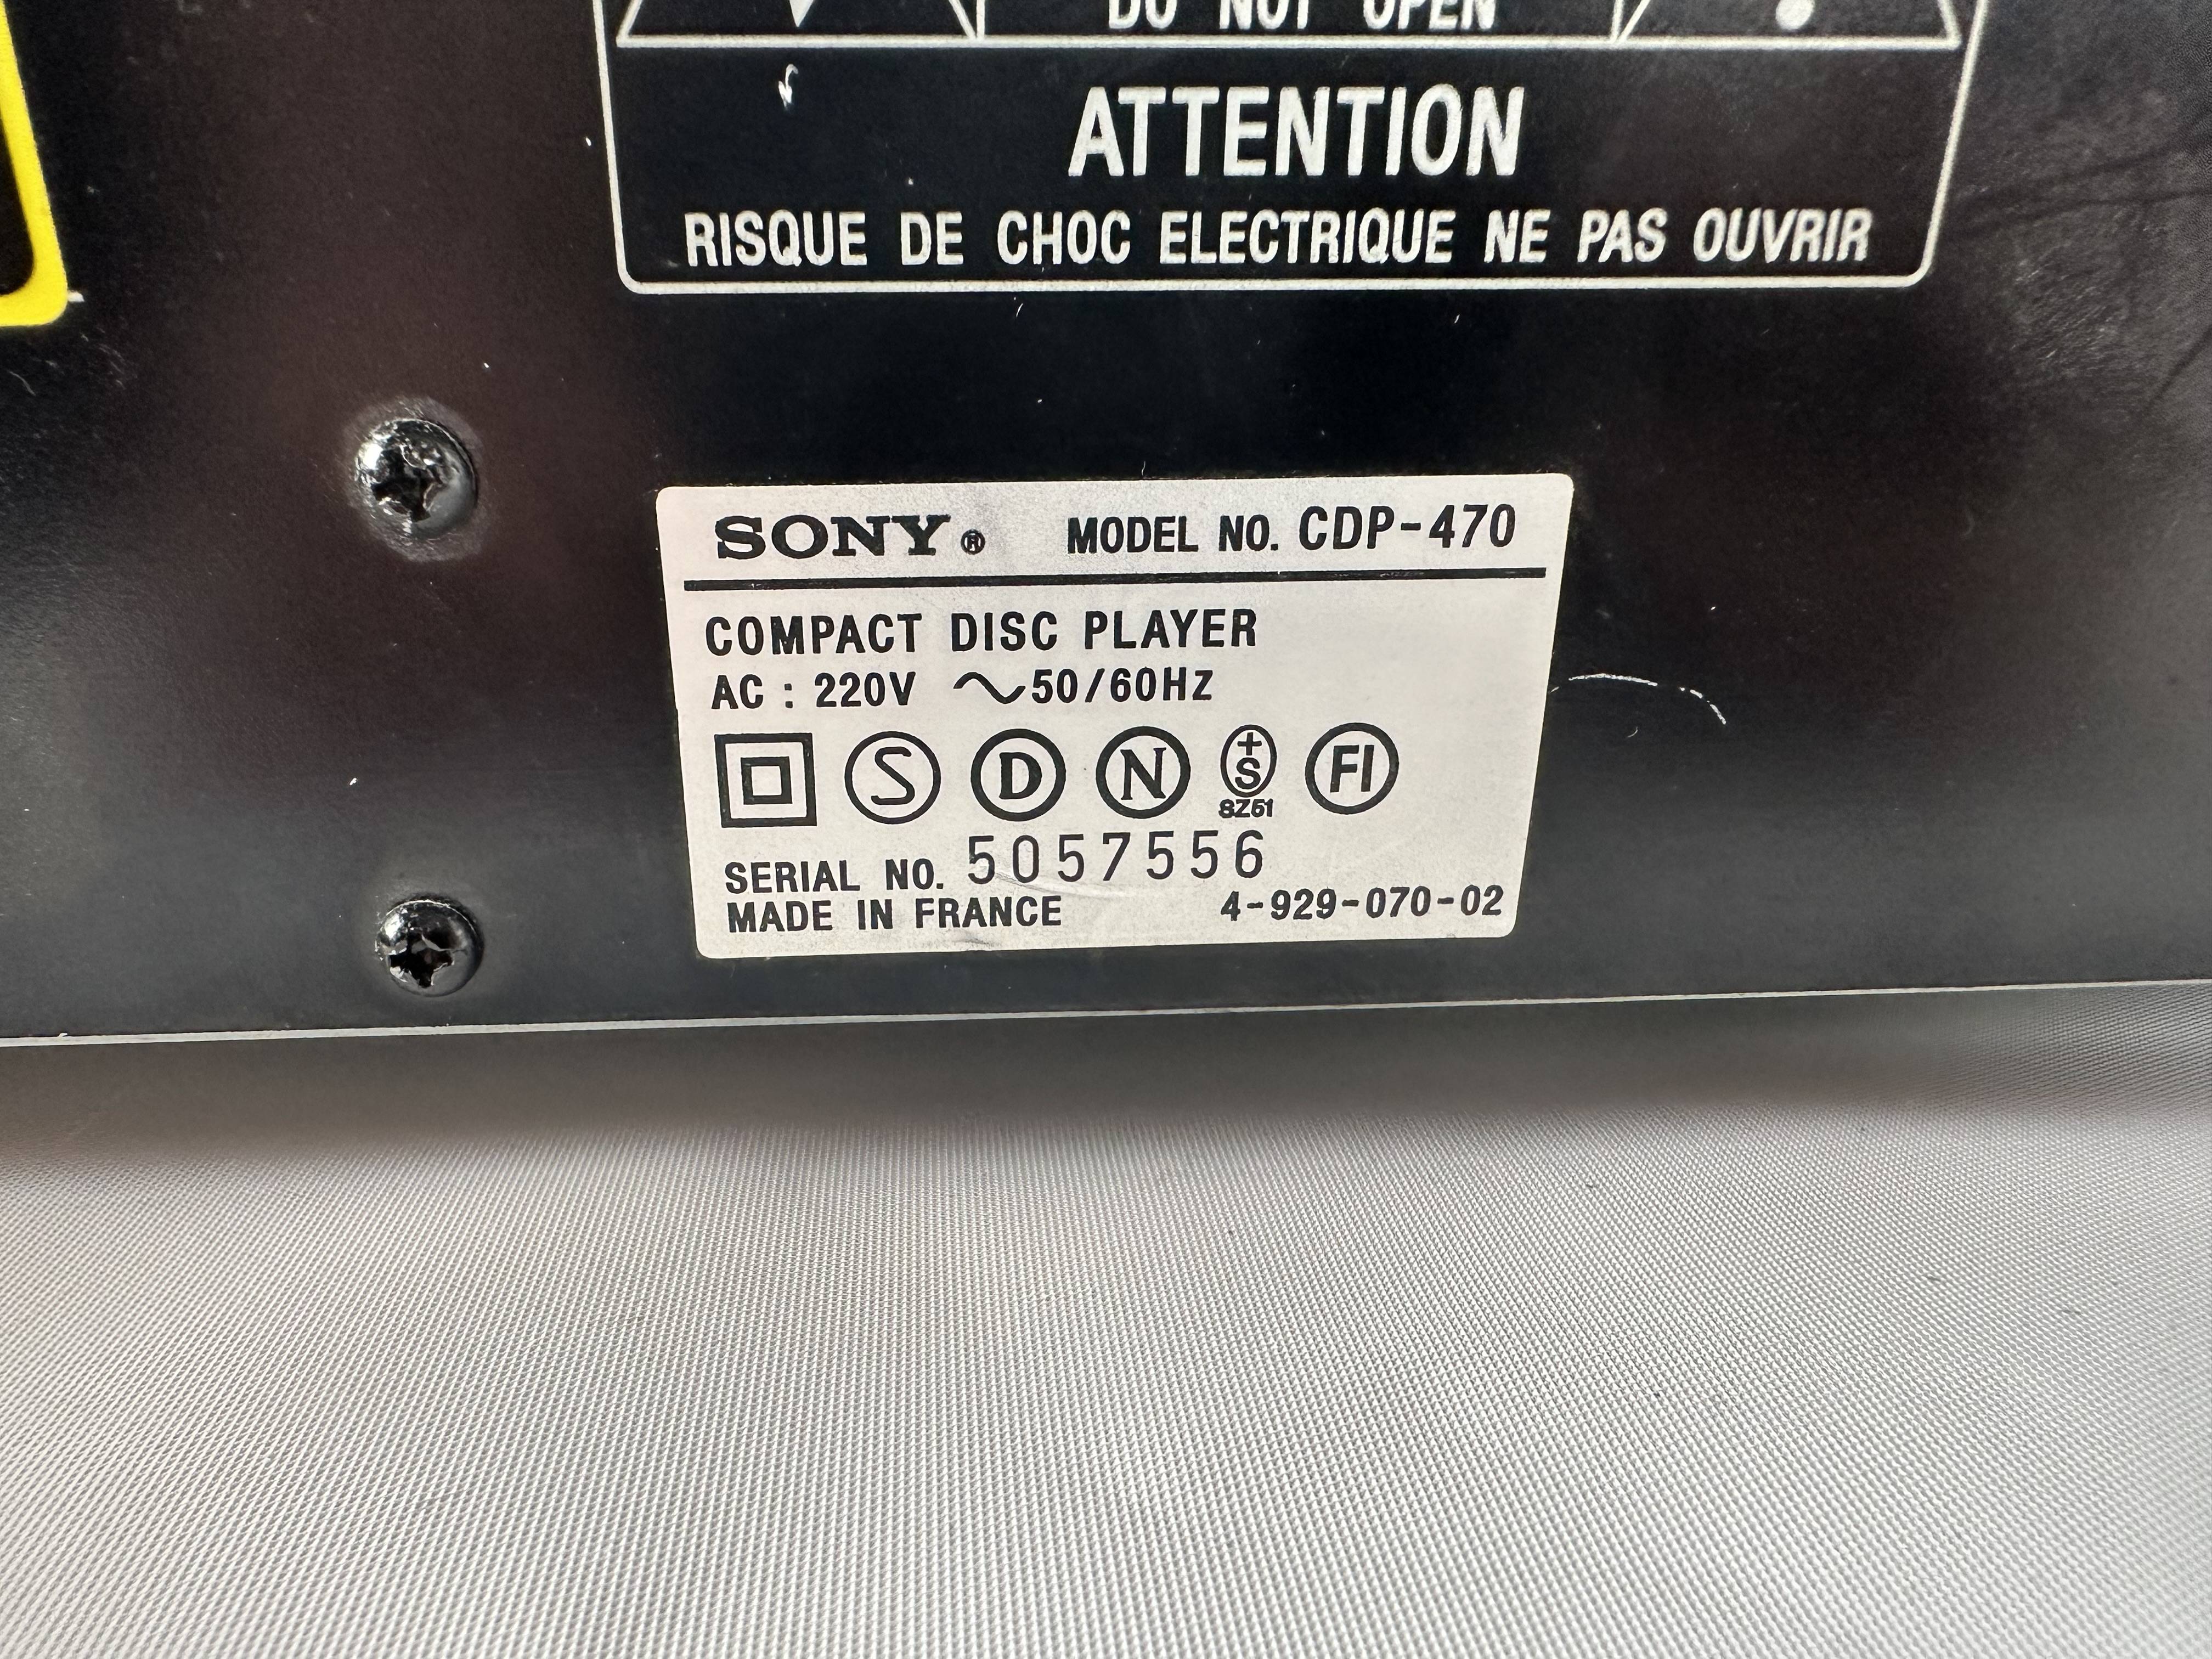 DO NOT OPEN
ATTENTION
RISQUE DE CHOC ELECTRIQUE NE PAS OUVRIR
SONY® MODEL NO. CDP-470
COMPACT DISC PLAYER
AC : 220V ~50/60HZ
S D N +S FI
8Z51
SERIAL NO. 5057556
MADE IN FRANCE 4-929-070-02